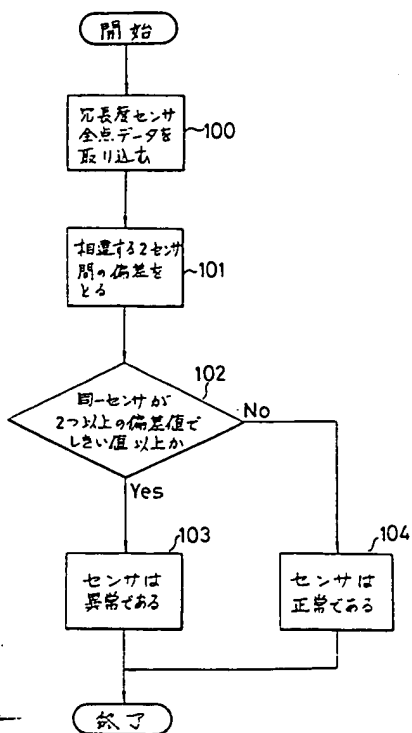 開始
冗長度センサ
全点データを
取り込む
100
相違する2センサ
間の偏差を
とる
101
102
同一センサが
2つ以上の偏差値で
しきい値以上か
No
Yes
103
センサは
異常である
104
センサは
正常である
終了